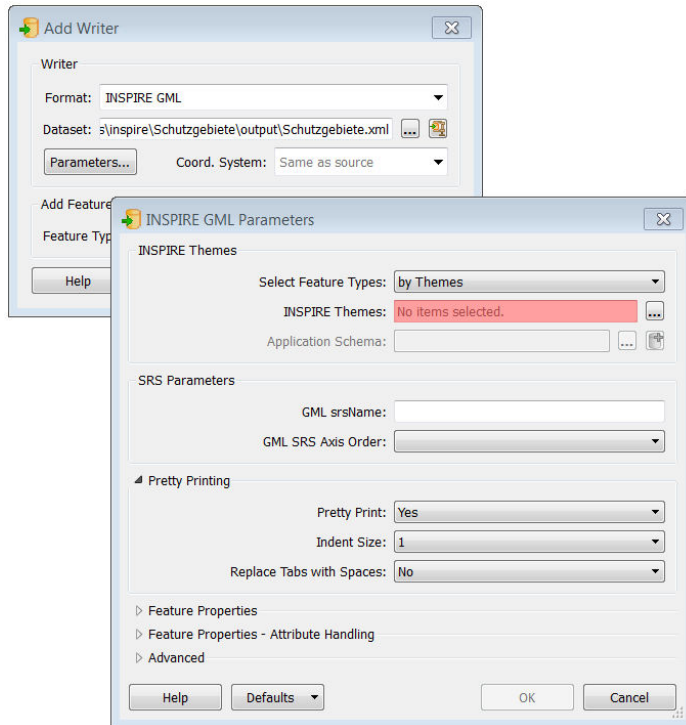 Add Writer
Writer
Format: INSPIRE GML
Dataset: s\inspire\Schutzgebiete\output\Schutzgebiete.xml ...
Parameters... Coord. System: Same as source
Add Feature
Feature Typ
Help
INSPIRE GML Parameters
INSPIRE Themes
Select Feature Types: by Themes
INSPIRE Themes: No items selected. ...
Application Schema: ...
SRS Parameters
GML srsName:
GML SRS Axis Order:
Pretty Printing
Pretty Print: Yes
Indent Size: 1
Replace Tabs with Spaces: No
Feature Properties
Feature Properties - Attribute Handling
Advanced
Help Defaults OK Cancel